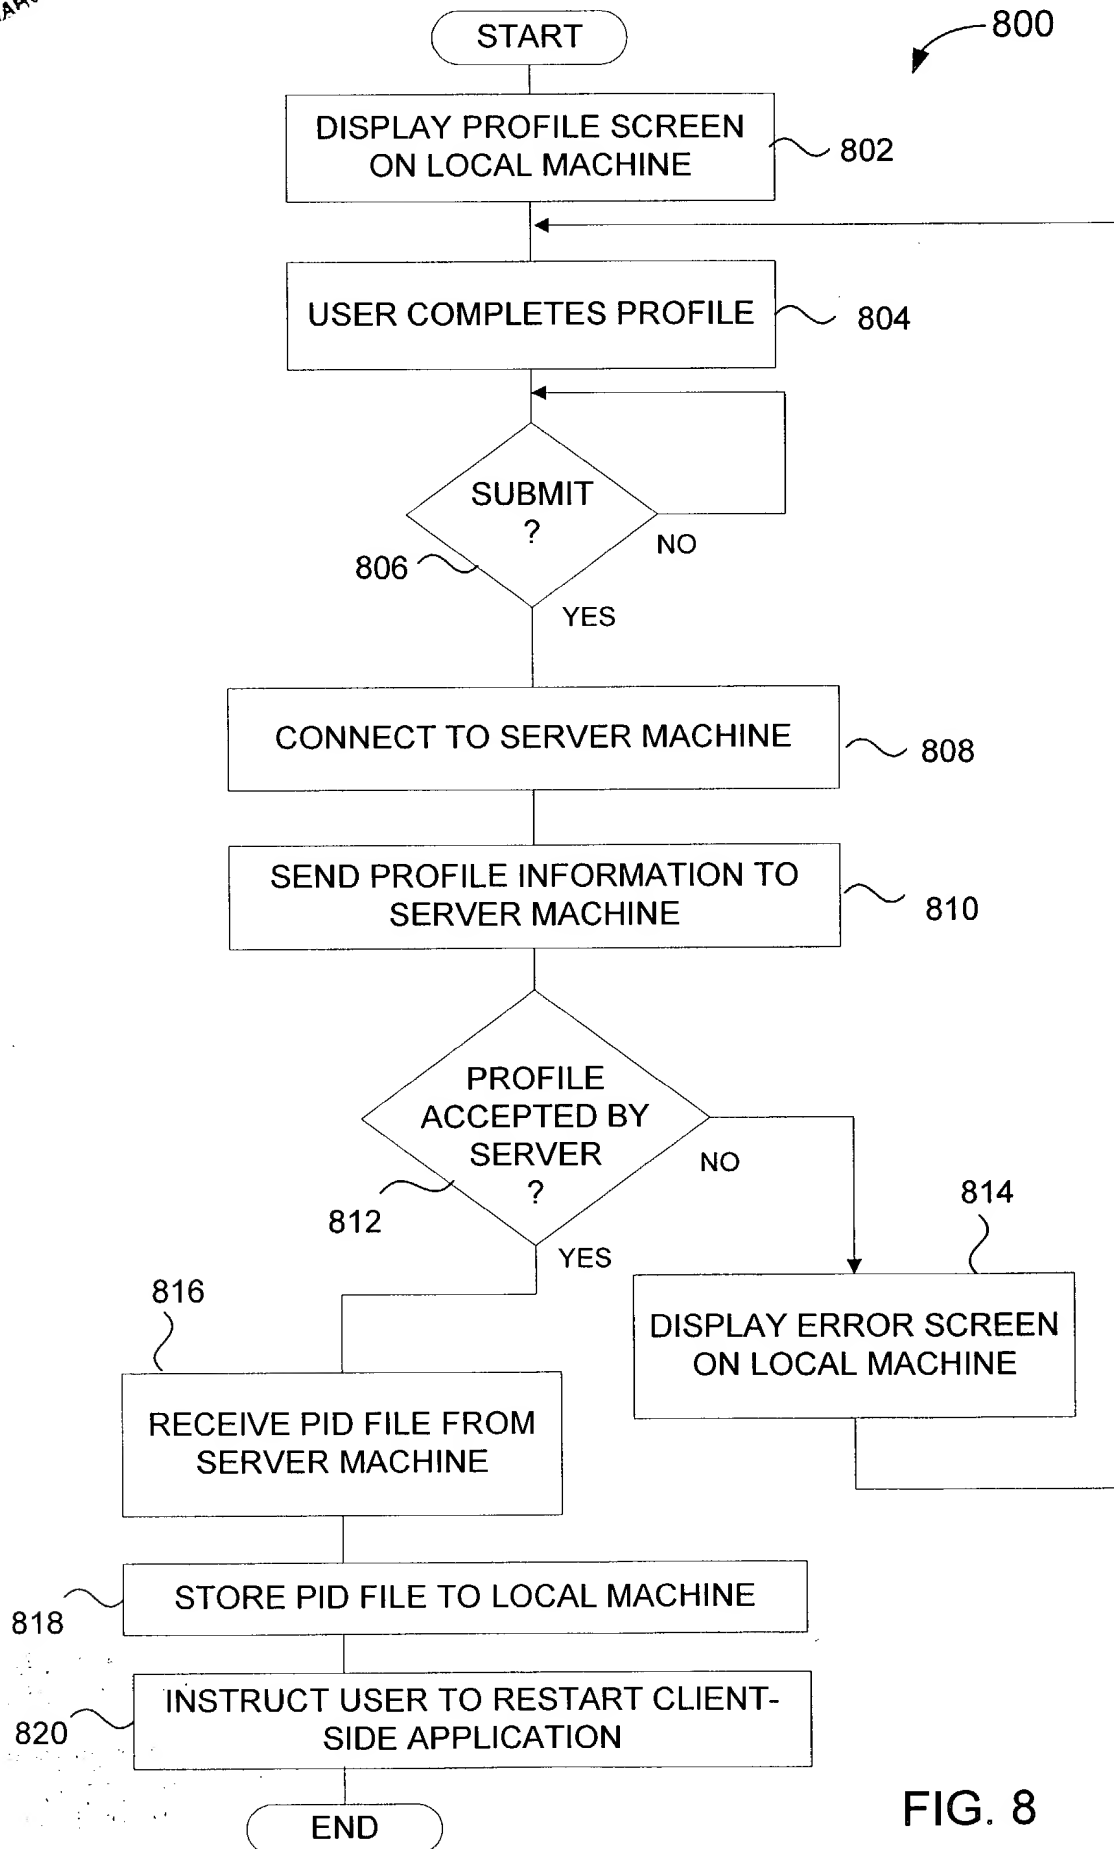 START
800
DISPLAY PROFILE SCREEN
ON LOCAL MACHINE
802
USER COMPLETES PROFILE
804
SUBMIT
?
NO
806
YES
CONNECT TO SERVER MACHINE
808
SEND PROFILE INFORMATION TO
SERVER MACHINE
810
PROFILE
ACCEPTED BY
SERVER
?
NO
812
YES
814
816
DISPLAY ERROR SCREEN
ON LOCAL MACHINE
RECEIVE PID FILE FROM
SERVER MACHINE
STORE PID FILE TO LOCAL MACHINE
818
INSTRUCT USER TO RESTART CLIENT-
SIDE APPLICATION
820
END
FIG. 8